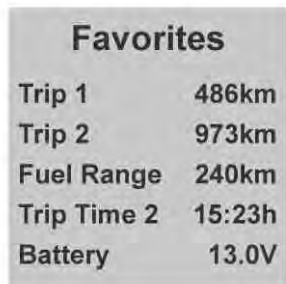 Favorites
Trip 1 486km
Trip 2 973km
Fuel Range 240km
Trip Time 2 15:23h
Battery 13.0V